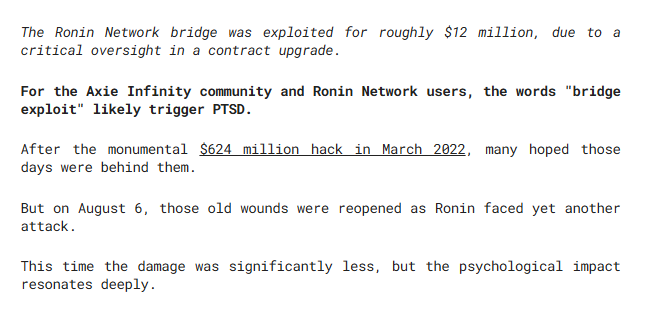 The Ronin Network bridge was exploited for roughly $12 million, due to a
critical oversight in a contract upgrade.
For the Axie Infinity community and Ronin Network users, the words "bridge
exploit" likely trigger PTSD.
After the monumental $624 million hack in March 2022, many hoped those
days were behind them.
But on August 6, those old wounds were reopened as Ronin faced yet another
attack.
This time the damage was significantly less, but the psychological impact
resonates deeply.